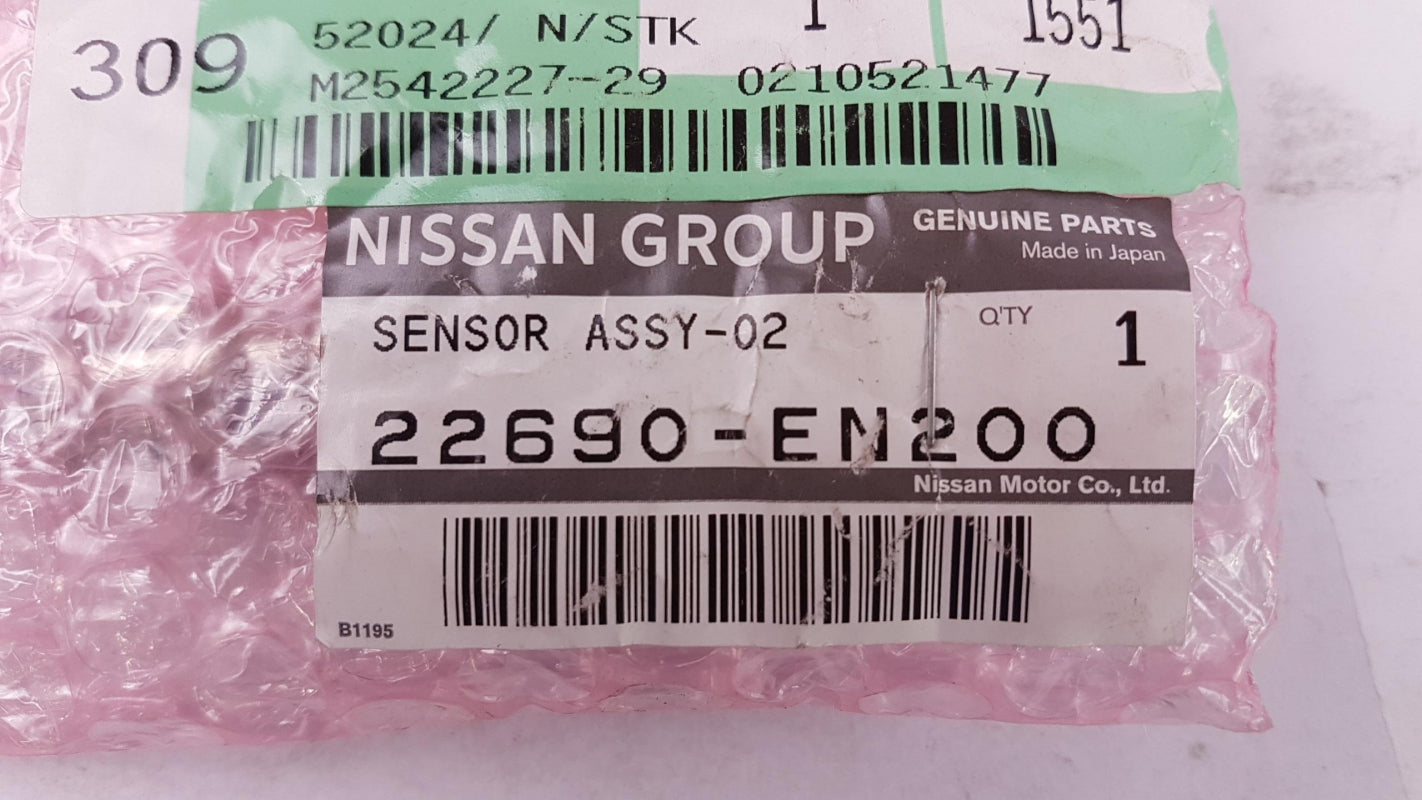 309
52024/ N/STK
1
1551
M2542227-29 0210521477
NISSAN GROUP
GENUINE PARTS
Made in Japan
SENSOR ASSY-02
Q'TY
1
22690-EN200
Nissan Motor Co., Ltd.
B1195